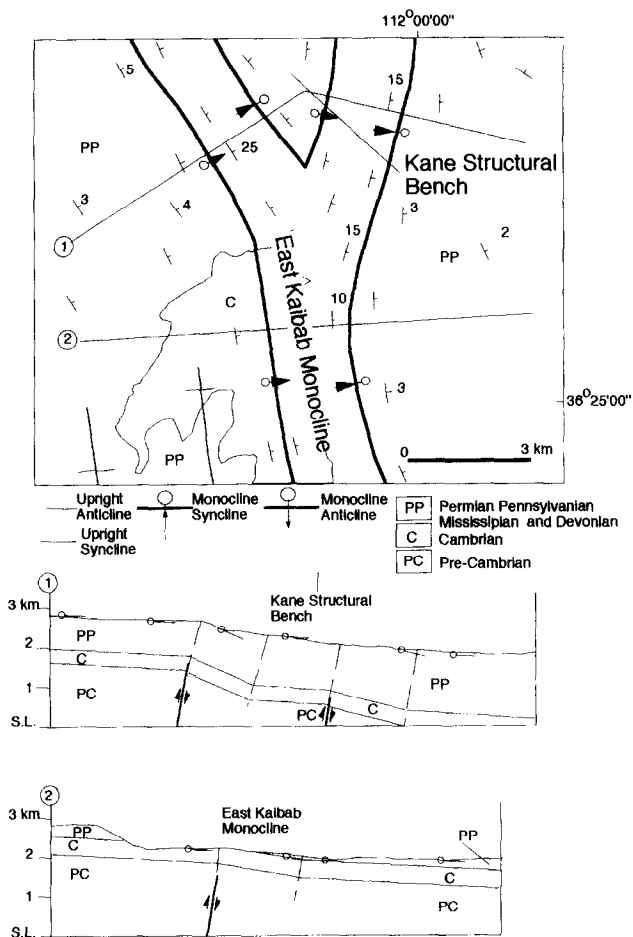 112°00'00"
5
15
25
PP
Kane Structural
Bench
3
4
3
2
1
15
PP
East Kaibab Monocline
C
10
2
3
36°25'00"
PP
0 3 km
Upright
Anticline
Monocline
Syncline
Monocline
Anticline
Upright
Syncline
PP Permian Pennsylvanian
Mississipian and Devonian
C Cambrian
PC Pre-Cambrian
1
Kane Structural
Bench
3 km
PP
2
C
PP
1
PC
PC
C
S.L.
2
East Kaibab
Monocline
3 km
PP
PP
C
2
PC
C
1
PC
S.L.